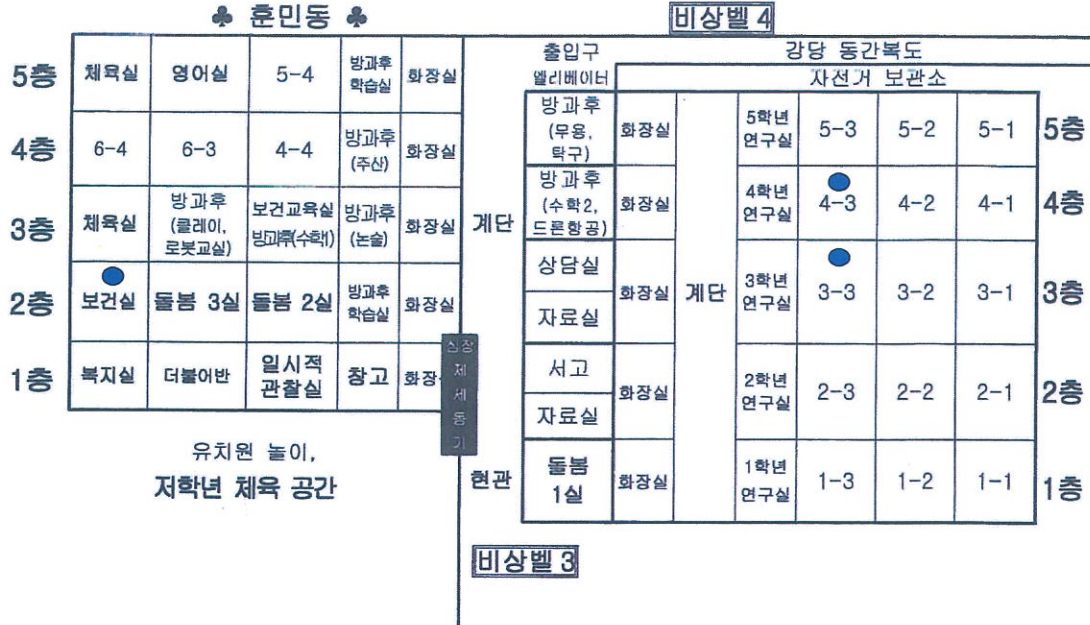 ♣ 훈민동 ♣
비상벨 4
5층 체육실 영어실 5-4 방과후 학습실 화장실
4층 6-4 6-3 4-4 방과후 (주산) 화장실
3층 체육실 방과후 (클레이, 로봇교실) 보건교육실 방과후(수학1) 방과후 (논술) 화장실
2층 보건실 돌봄 3실 돌봄 2실 방과후 학습실 화장실
1층 복지실 더불어반 일시적 관찰실 창고 화장
심장
제
세
동
기
유치원 놀이,
저학년 체육 공간
출입구
엘리베이터
강당 동간복도
자전거 보관소
계단
현관
방과후 (무용, 탁구) 화장실 5학년 연구실 5-3 5-2 5-1 5층
방과후 (수학2, 드론항공) 화장실 4학년 연구실 4-3 4-2 4-1 4층
상담실 자료실 화장실 계단 3학년 연구실 3-3 3-2 3-1 3층
서고 자료실 화장실 2학년 연구실 2-3 2-2 2-1 2층
돌봄 1실 화장실 1학년 연구실 1-3 1-2 1-1 1층
비상벨 3